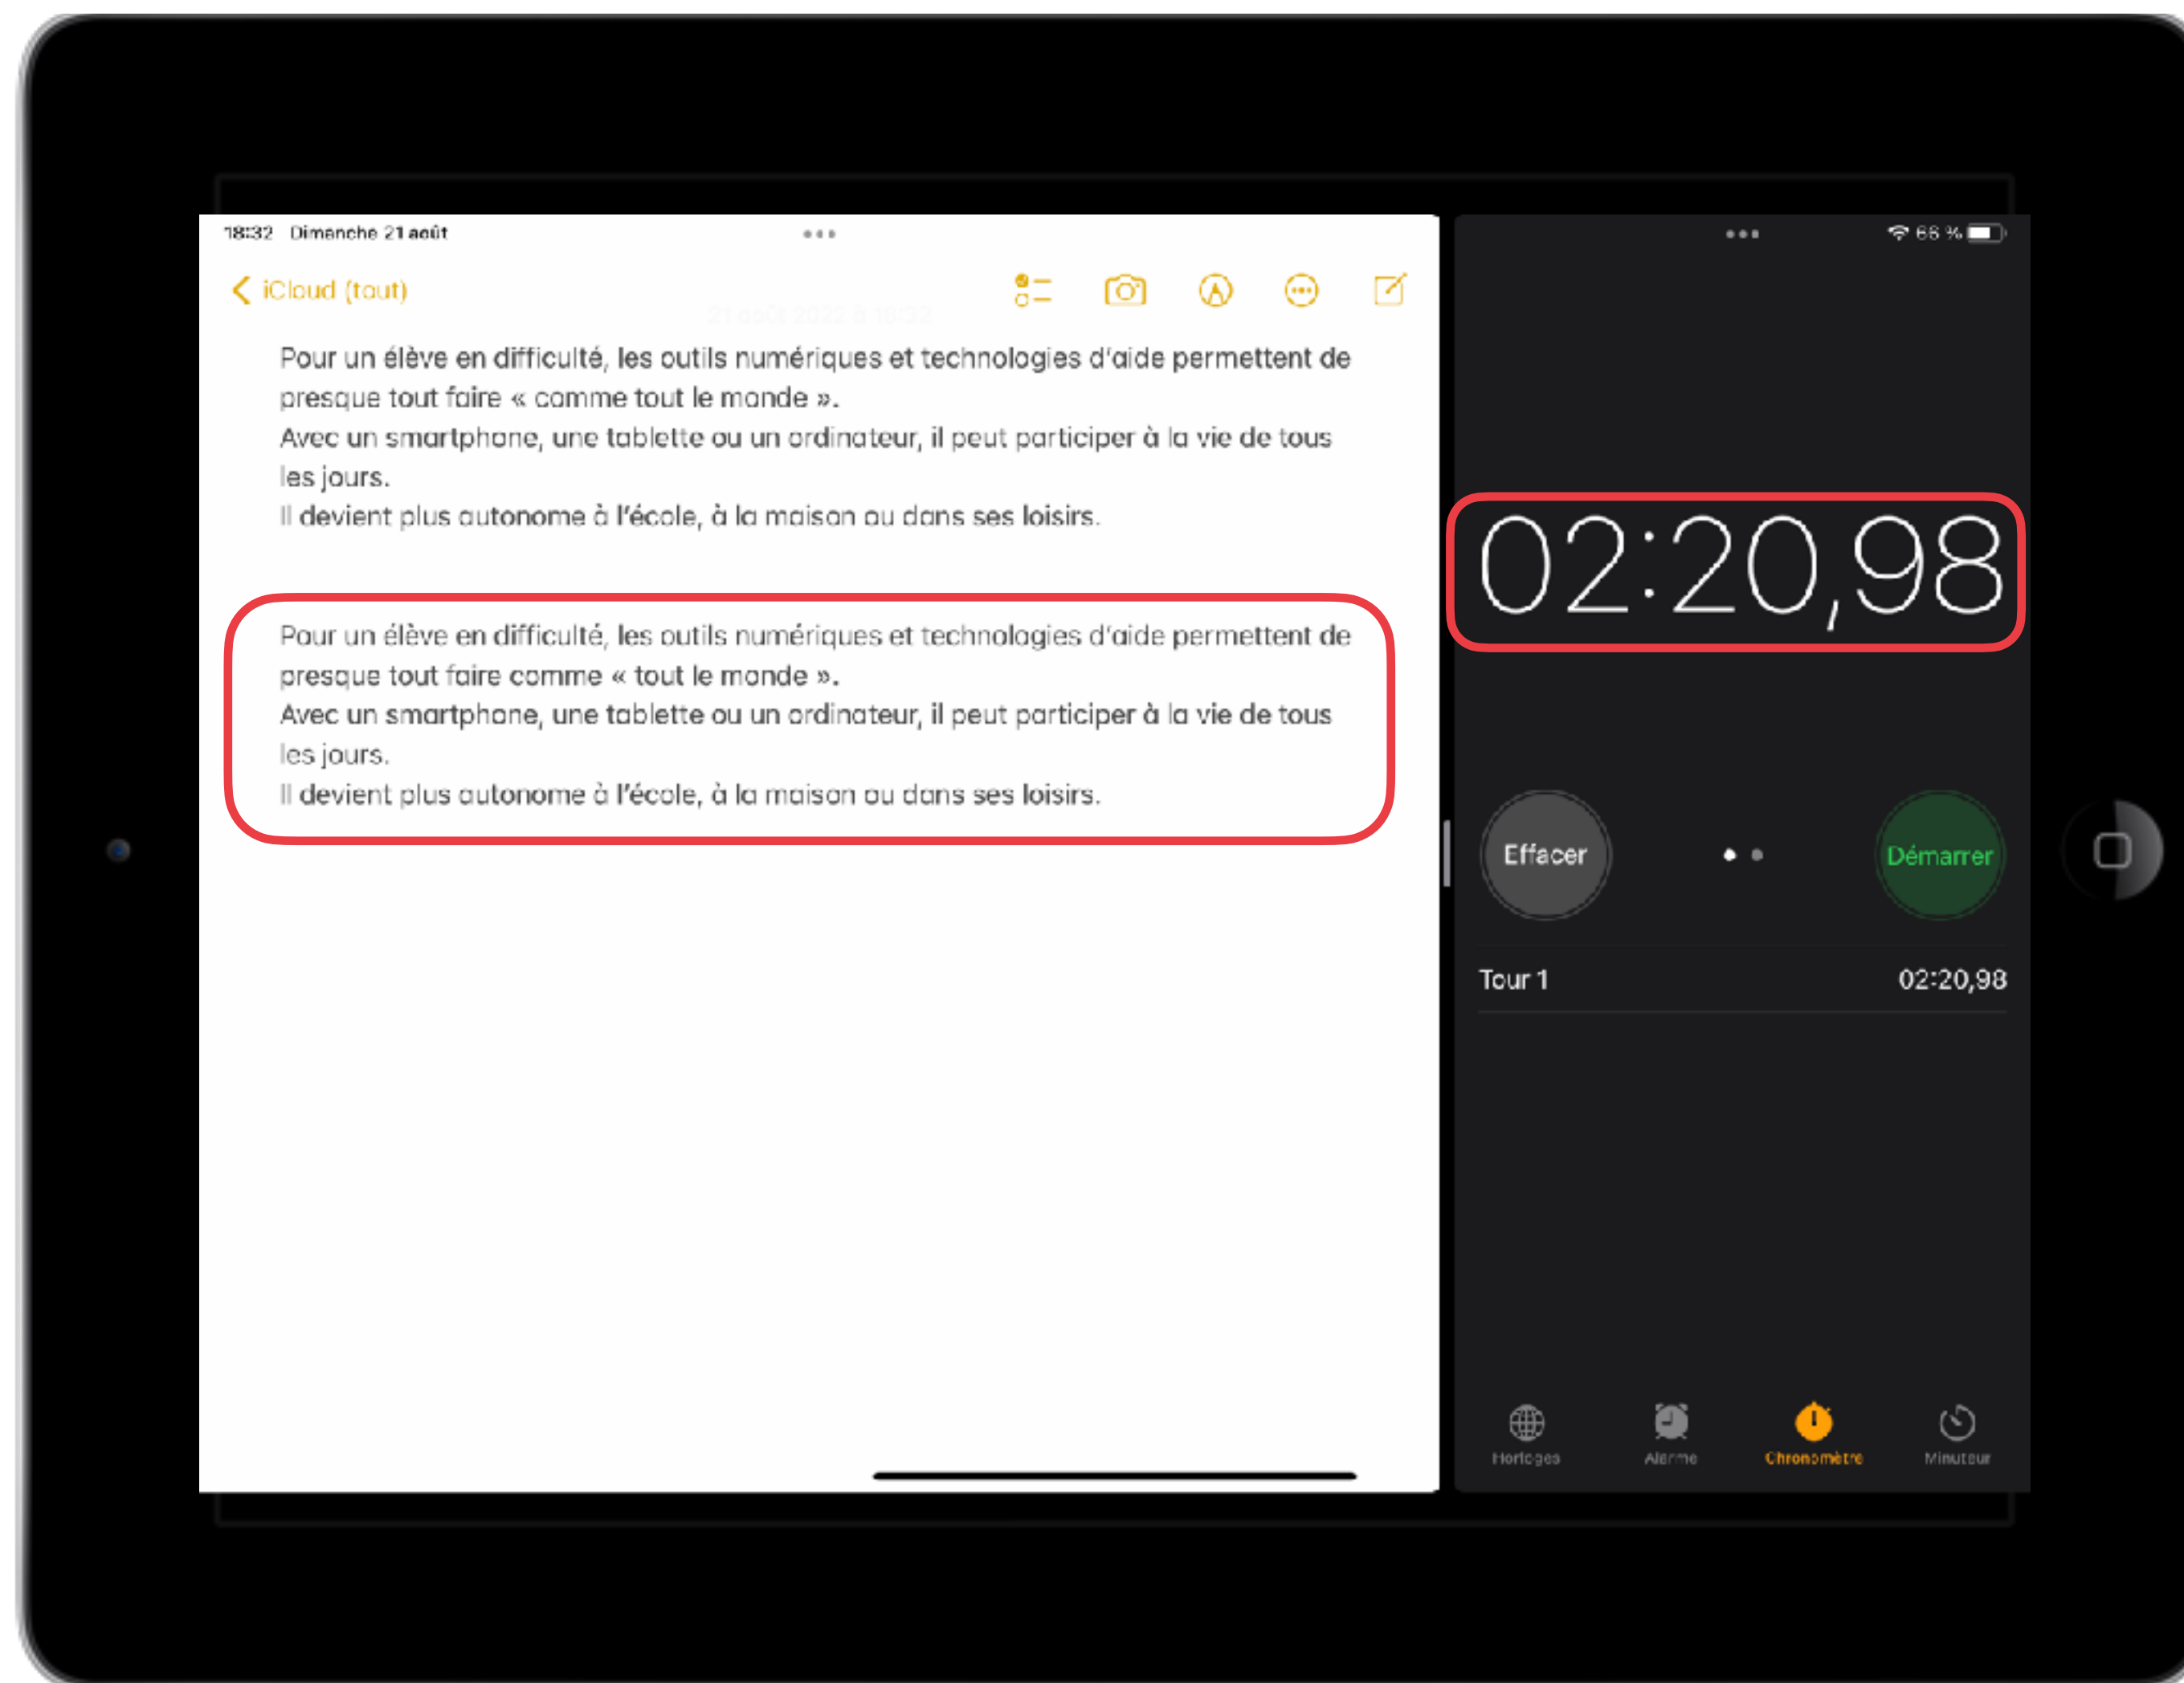 18:32 Dimanche 21 août
66 %
iCloud (tout)
21 août 2022 à 18:32
Pour un élève en difficulté, les outils numériques et technologies d'aide permettent de
presque tout faire « comme tout le monde ».
Avec un smartphone, une tablette ou un ordinateur, il peut participer à la vie de tous
les jours.
Il devient plus autonome à l'école, à la maison ou dans ses loisirs.
Pour un élève en difficulté, les outils numériques et technologies d'aide permettent de
presque tout faire comme « tout le monde ».
Avec un smartphone, une tablette ou un ordinateur, il peut participer à la vie de tous
les jours.
Il devient plus autonome à l'école, à la maison ou dans ses loisirs.
02:20,98
Effacer
Démarrer
Tour 1 02:20,98
Horloges
Alarme
Chronomètre
Minuteur